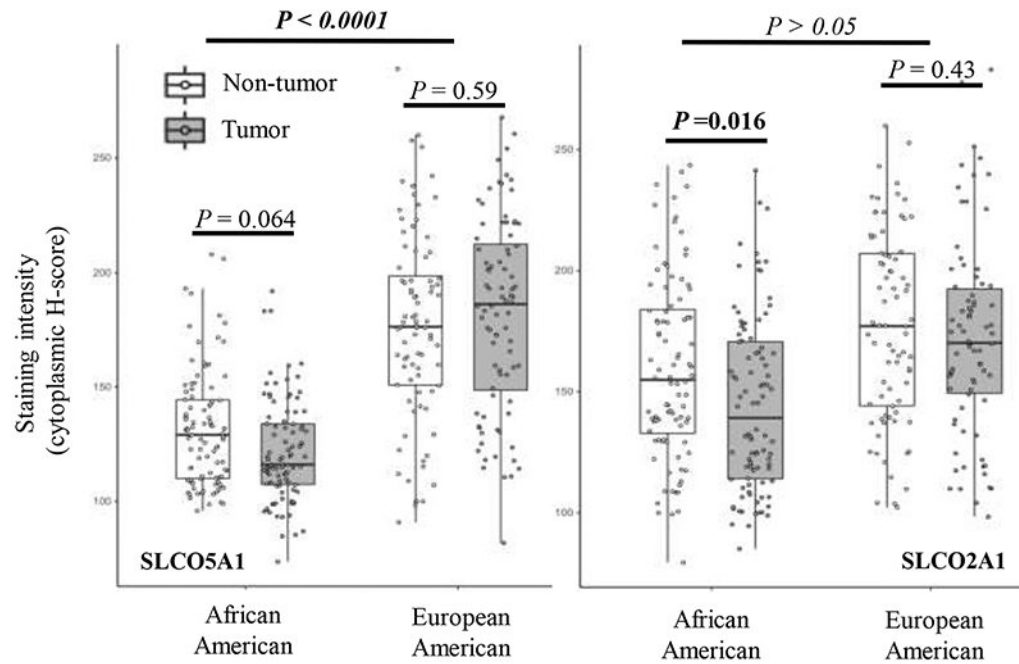 P < 0.0001
P > 0.05
Non-tumor
Tumor
P = 0.59
P = 0.43
P =0.016
P = 0.064
Staining intensity
(cytoplasmic H-score)
250
200
150
100
250
200
150
100
SLCO5A1
SLCO2A1
African
American
European
American
African
American
European
American